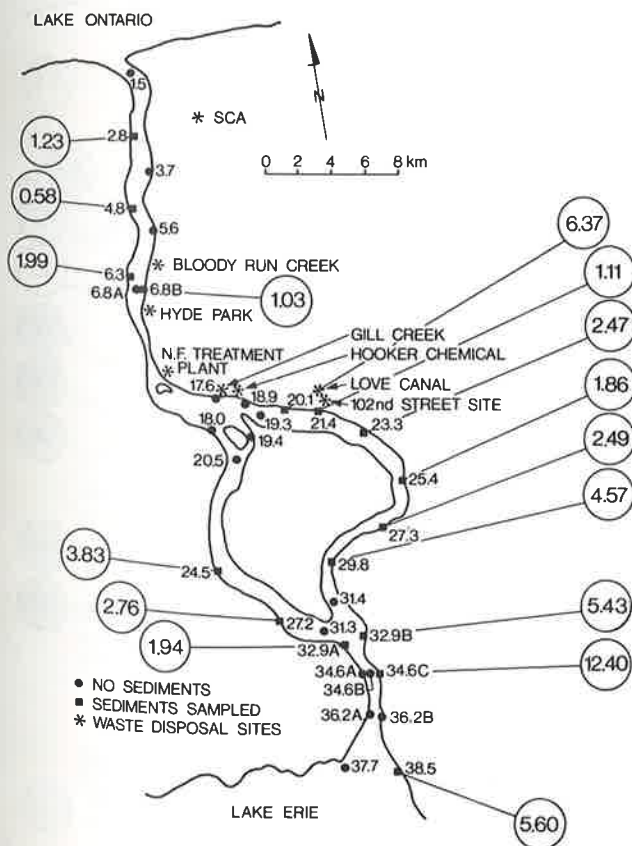 LAKE ONTARIO
1.5
* SCA
N
1.23
2.8
3.7
0 2 4 6 8 km
0.58
4.8
5.6
6.37
1.99
BLOODY RUN CREEK
6.3
6.8A
6.8B
1.03
1.11
HYDE PARK
2.47
GILL CREEK
N.F. TREATMENT
PLANT
HOOKER CHEMICAL
LOVE CANAL
102nd STREET SITE
17.6
18.9
20.1
21.4
19.3
23.3
1.86
18.0
19.4
20.5
25.4
2.49
27.3
4.57
3.83
24.5
29.8
31.4
2.76
27.2
31.3
32.9B
5.43
1.94
32.9A
34.6A
34.6B
34.6C
12.40
NO SEDIMENTS
SEDIMENTS SAMPLED
WASTE DISPOSAL SITES
36.2A
36.2B
37.7
38.5
LAKE ERIE
5.60